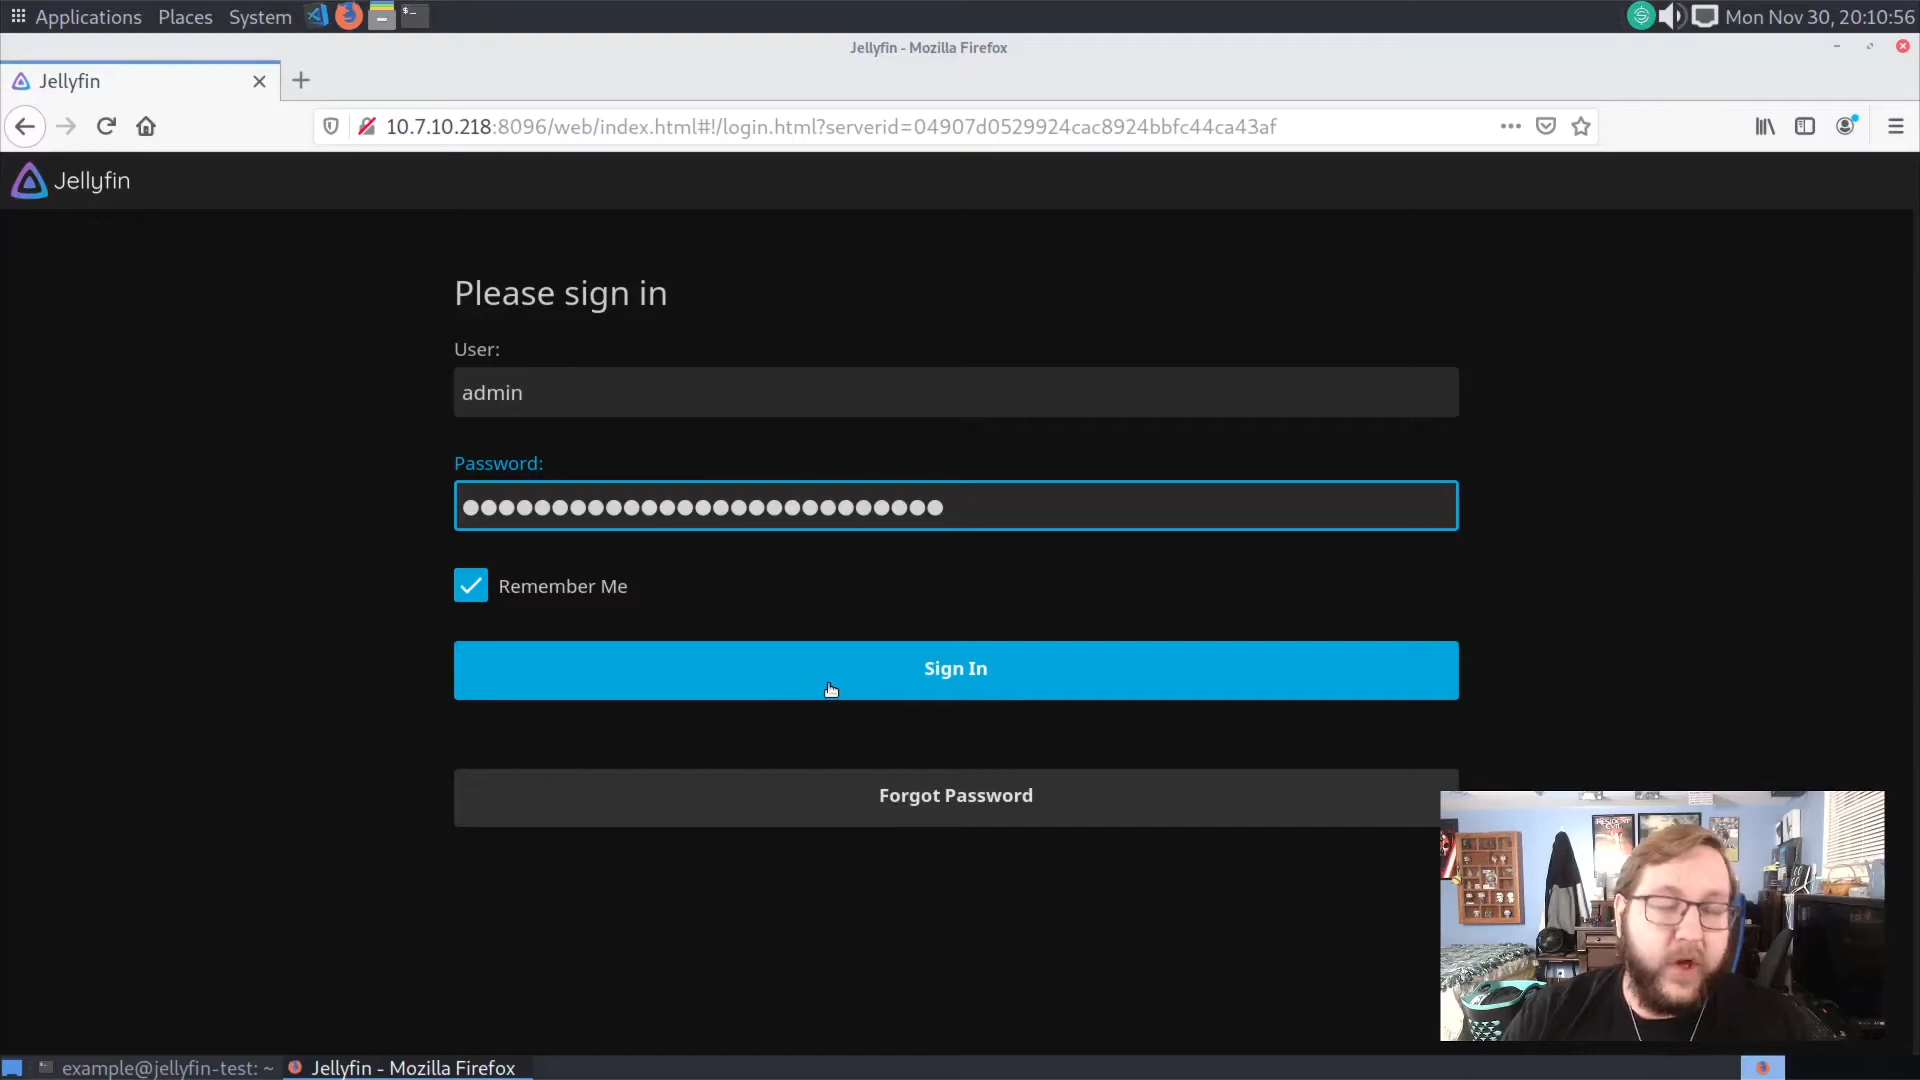 Applications Places System
Mon Nov 30, 20:10:56
Jellyfin - Mozilla Firefox
Jellyfin
10.7.10.218:8096/web/index.html#!/login.html?serverid=04907d0529924cac8924bbfc44ca43af
Jellyfin
Please sign in
User:
admin
Password:
Remember Me
Sign In
Forgot Password
RESIDENT EVIL
example@jellyfin-test: ~
Jellyfin - Mozilla Firefox